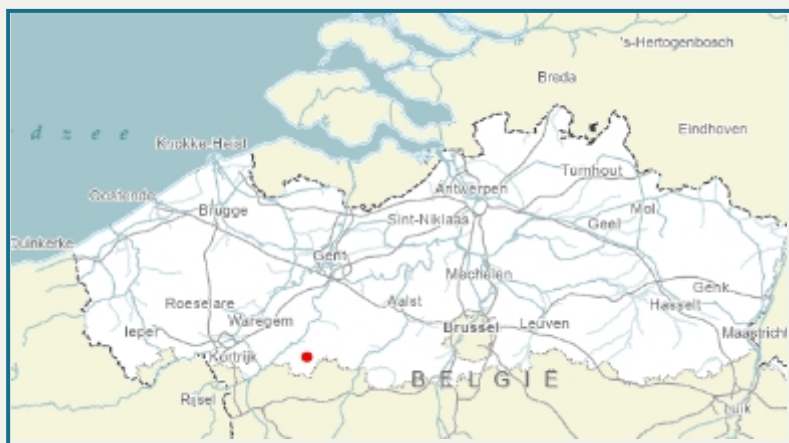 's-Hertogenbosch
Breda
Eindhoven
d z e e
Knokke-Heist
Turnhout
Antwerpen
Oostende
Brugge
Sint-Niklaas
Mol
Geel
Duinkerke
Gent
Mechelen
Genk
Roeselare
Aalst
Hasselt
Waregem
Brussel
Leuven
Ieper
Maastricht
Kortrijk
BELGIË
Rijsel
Luik